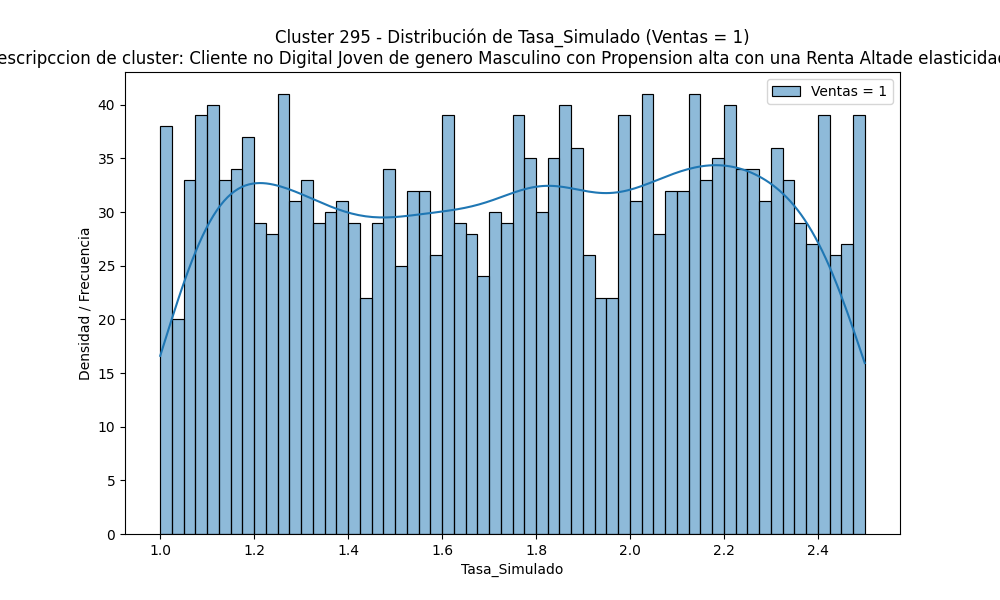 Cluster 295 - Distribución de Tasa_Simulado (Ventas = 1)
escripccion de cluster: Cliente no Digital Joven de genero Masculino con Propension alta con una Renta Altade elasticidad
Ventas = 1
Densidad / Frecuencia
40
35
30
25
20
15
10
5
0
1.0 1.2 1.4 1.6 1.8 2.0 2.2 2.4
Tasa_Simulado